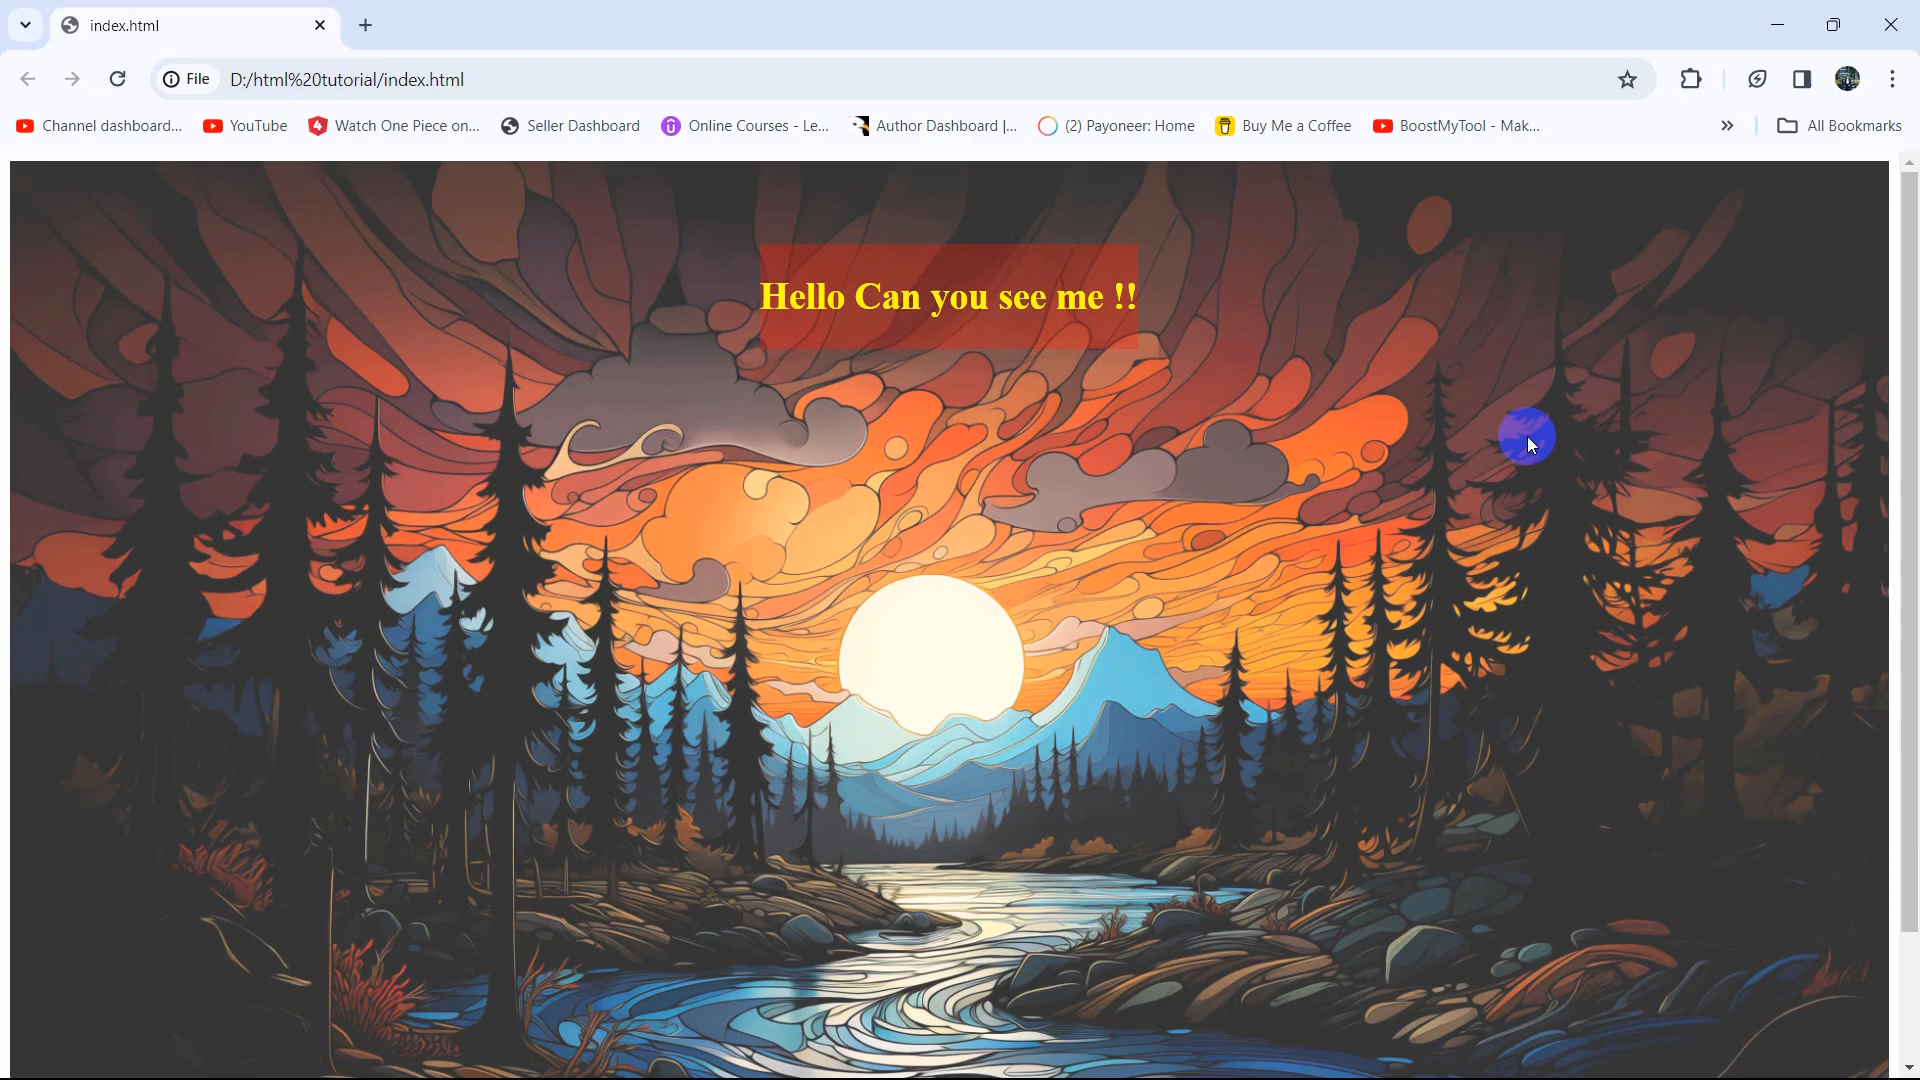 index.html
File
D:/html%20tutorial/index.html
Channel dashboard...
YouTube
Watch One Piece on...
Seller Dashboard
Online Courses - Le...
Author Dashboard |...
(2) Payoneer: Home
Buy Me a Coffee
BoostMyTool - Mak...
All Bookmarks
Hello Can you see me !!